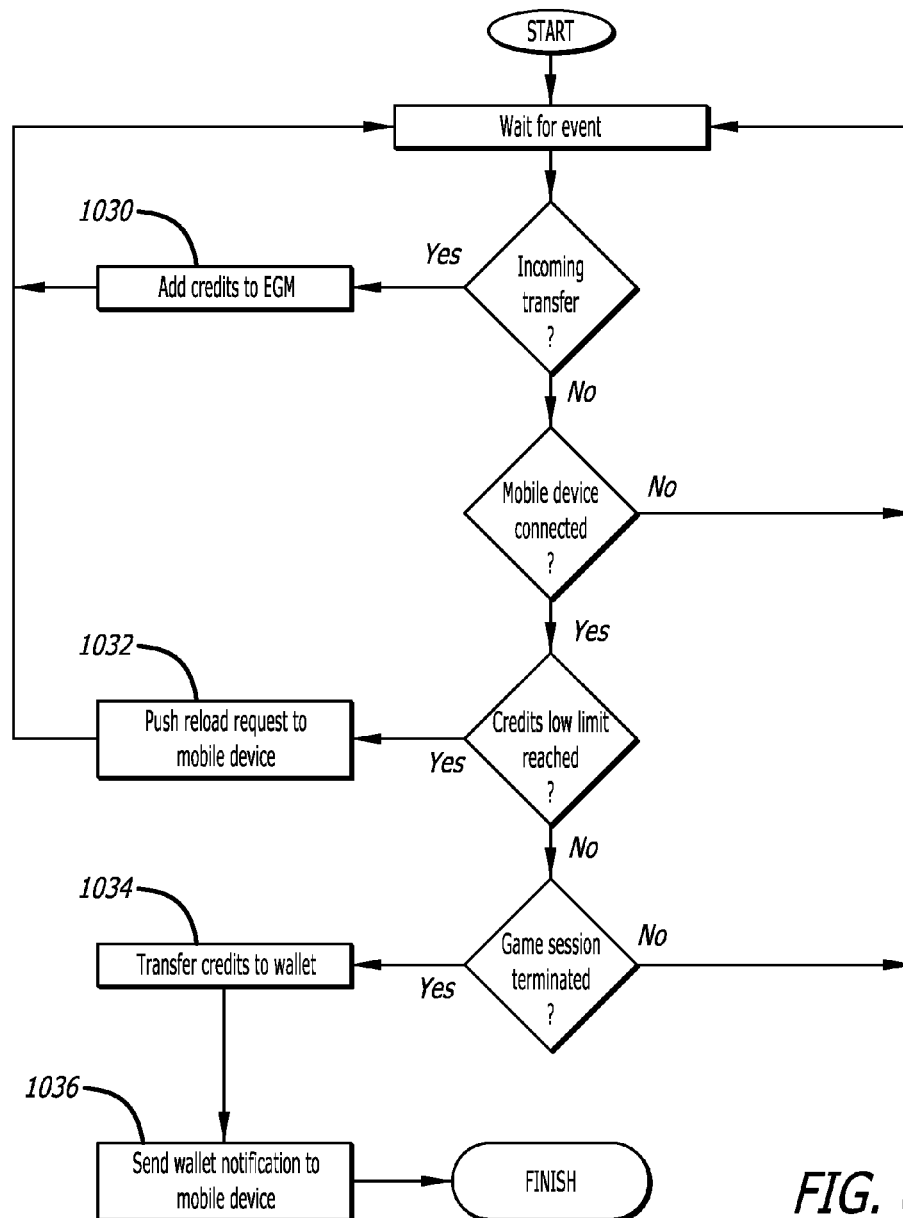 START
Wait for event
1030
Yes
Add credits to EGM
Incoming
transfer
?
No
Mobile device
connected
?
No
Yes
1032
Push reload request to
mobile device
Yes
Credits low limit
reached
?
No
1034
Transfer credits to wallet
Yes
Game session
terminated
?
No
1036
Send wallet notification to
mobile device
FINISH
FIG.